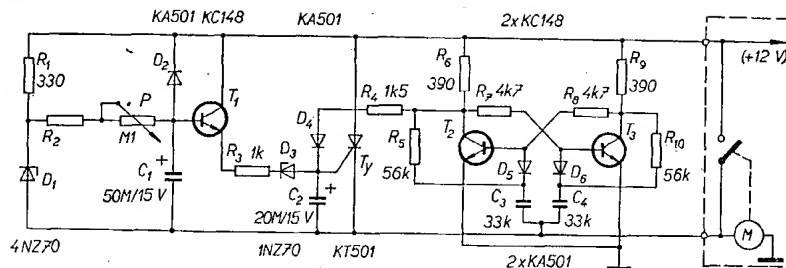 KA501 KC148 KA501 2xKC148
R1 330
D2
P
M1
R2
T1
R3 1k
D3
D4
R4 1k5
Ty
C1
50M/15 V
C2
20M/15 V
D1
4NZ70
1NZ70
KT501
R5
56k
R6
390
R7 4k7
R8 4k7
R9
390
T2
T3
D5
D6
R10
56k
C3
33k
C4
33k
2xKA501
(+12 V)
M
+
+